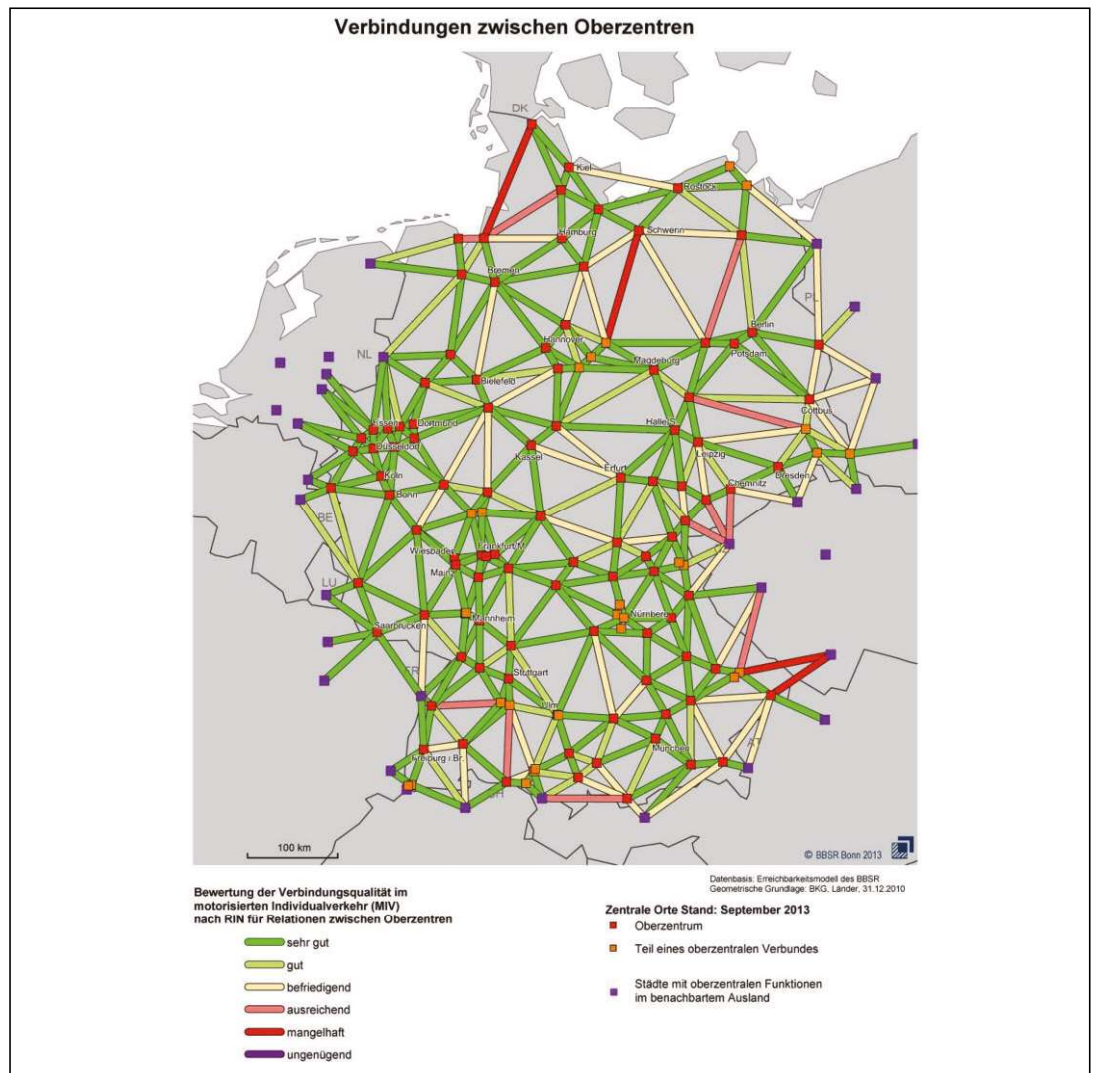 Verbindungen zwischen Oberzentren
DK
Kiel
Rostock
Hamburg
Schwerin
Bremen
PL
Berlin
Hannover
Potsdam
NL
Magdeburg
Bielefeld
Cottbus
Essen
Dortmund
Halle/S.
Düsseldorf
Leipzig
Kassel
Köln
Erfurt
Dresden
Chemnitz
Bonn
BE
Wiesbaden
Frankfurt/M.
CZ
Mainz
LU
Nürnberg
Mannheim
Saarbrücken
FR
Stuttgart
Ulm
München
AT
Freiburg i.Br.
CH
100 km
© BBSR Bonn 2013
Datenbasis: Erreichbarkeitsmodell des BBSR
Geometrische Grundlage: BKG, Länder, 31.12.2010
Bewertung der Verbindungsqualität im
motorisierten Individualverkehr (MIV)
nach RIN für Relationen zwischen Oberzentren
sehr gut
gut
befriedigend
ausreichend
mangelhaft
ungenügend
Zentrale Orte Stand: September 2013
Oberzentrum
Teil eines oberzentralen Verbundes
Städte mit oberzentralen Funktionen
im benachbartem Ausland